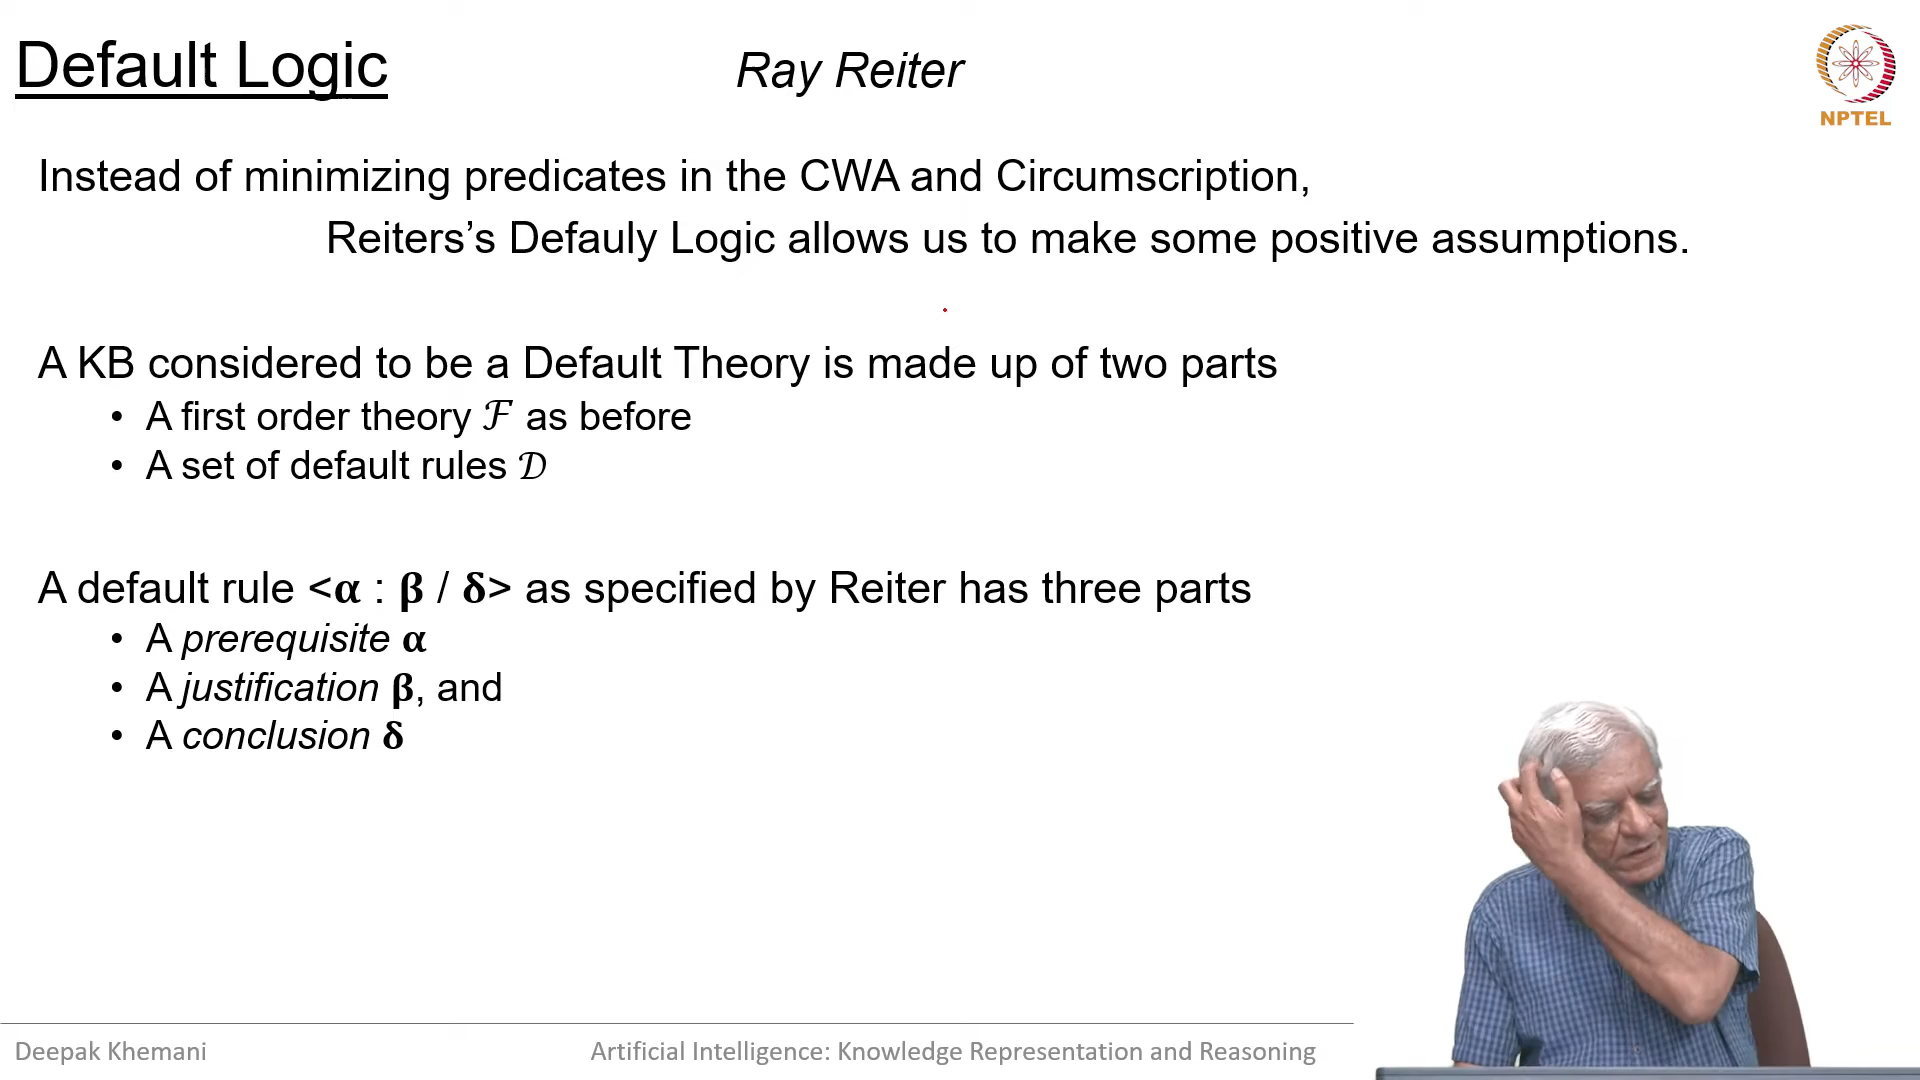 Default Logic
Ray Reiter
NPTEL
Instead of minimizing predicates in the CWA and Circumscription,
Reiters’s Defauly Logic allows us to make some positive assumptions.
A KB considered to be a Default Theory is made up of two parts
• A first order theory ℱ as before
• A set of default rules 𝒟
A default rule <α : β / δ> as specified by Reiter has three parts
• A prerequisite α
• A justification β, and
• A conclusion δ
Deepak Khemani
Artificial Intelligence: Knowledge Representation and Reasoning